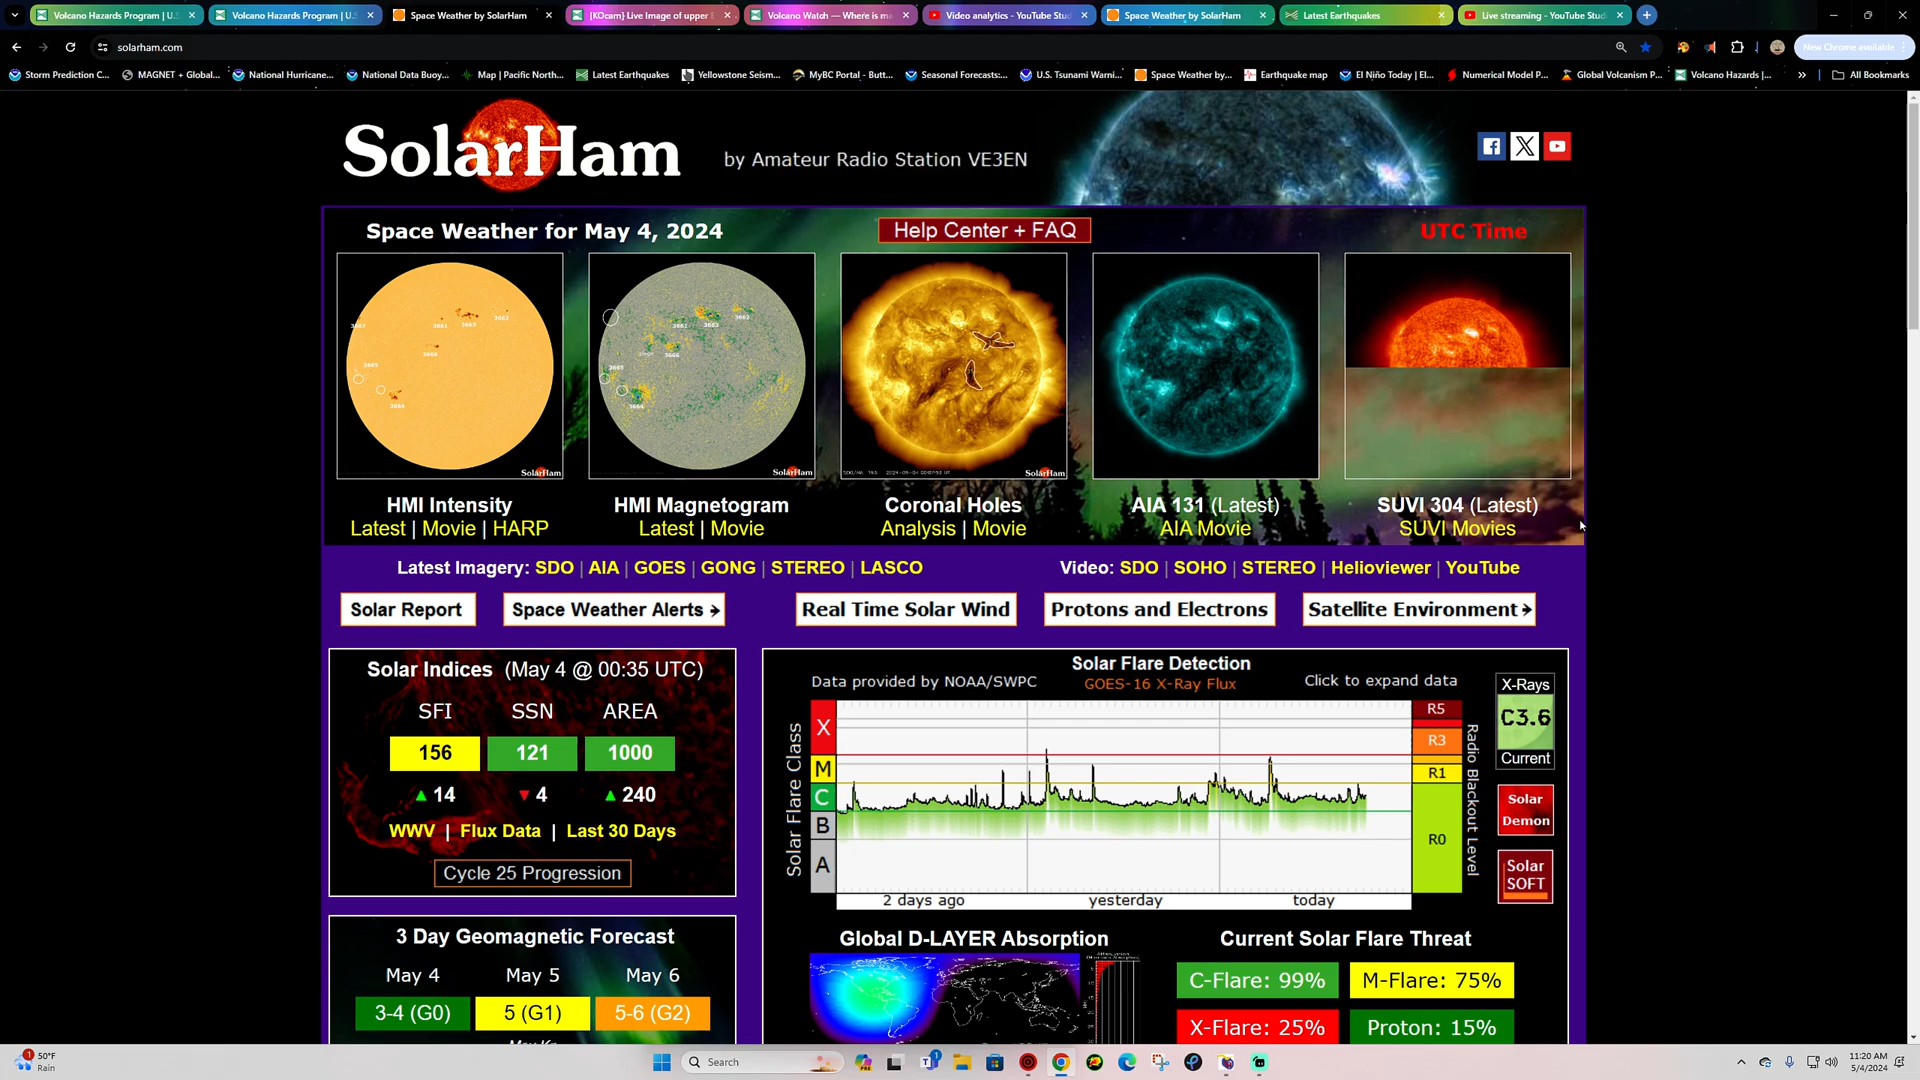 Volcano Hazards Program | U.S
Volcano Hazards Program | U.S
Space Weather by SolarHam
[KOcam] Live Image of upper
Volcano Watch — Where is m
Video analytics - YouTube Stud
Space Weather by SolarHam
Latest Earthquakes
Live streaming - YouTube Stud
solarham.com
New Chrome available
Storm Prediction C...
MAGNET + Global...
National Hurricane...
National Data Buoy...
Map | Pacific North...
Latest Earthquakes
Yellowstone Seism...
MyBC Portal - Butt...
Seasonal Forecasts:...
U.S. Tsunami Warni...
Space Weather by...
Earthquake map
El Niño Today | El...
Numerical Model P...
Global Volcanism P...
Volcano Hazards |...
All Bookmarks
SolarHam
by Amateur Radio Station VE3EN
Space Weather for May 4, 2024
Help Center + FAQ
UTC Time
SolarHam
SolarHam
SolarHam
HMI Intensity
Latest | Movie | HARP
HMI Magnetogram
Latest | Movie
Coronal Holes
Analysis | Movie
AIA 131 (Latest)
AIA Movie
SUVI 304 (Latest)
SUVI Movies
Latest Imagery: SDO | AIA | GOES | GONG | STEREO | LASCO
Video: SDO | SOHO | STEREO | Helioviewer | YouTube
Solar Report
Space Weather Alerts →
Real Time Solar Wind
Protons and Electrons
Satellite Environment→
Solar Indices (May 4 @ 00:35 UTC)
SFI SSN AREA
156 121 1000
▲ 14 ▼ 4 ▲ 240
WWV | Flux Data | Last 30 Days
Cycle 25 Progression
3 Day Geomagnetic Forecast
May 4 May 5 May 6
3-4 (G0) 5 (G1) 5-6 (G2)
Solar Flare Detection
Data provided by NOAA/SWPC
GOES-16 X-Ray Flux
Click to expand data
Solar Flare Class
X
M
C
B
A
R5
R3
R1
R0
Radio Blackout Level
2 days ago yesterday today
X-Rays
C3.6
Current
Solar
Demon
Solar
SOFT
Global D-LAYER Absorption
Current Solar Flare Threat
C-Flare: 99% M-Flare: 75%
X-Flare: 25% Proton: 15%
50°F
Rain
Search
11:20 AM
5/4/2024